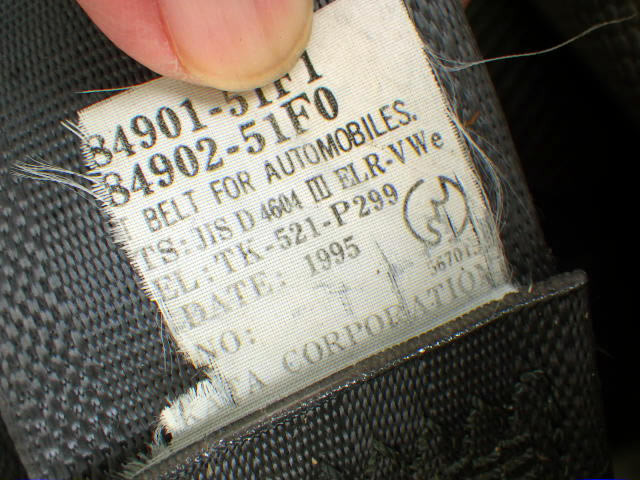 84901-51F1
84902-51F0
T BELT FOR AUTOMOBILES.
TS: JIS D 4604 III ELR-VWe
EL: TK-521-P299
DATE: 1995
56701
NO:
CORPORATION